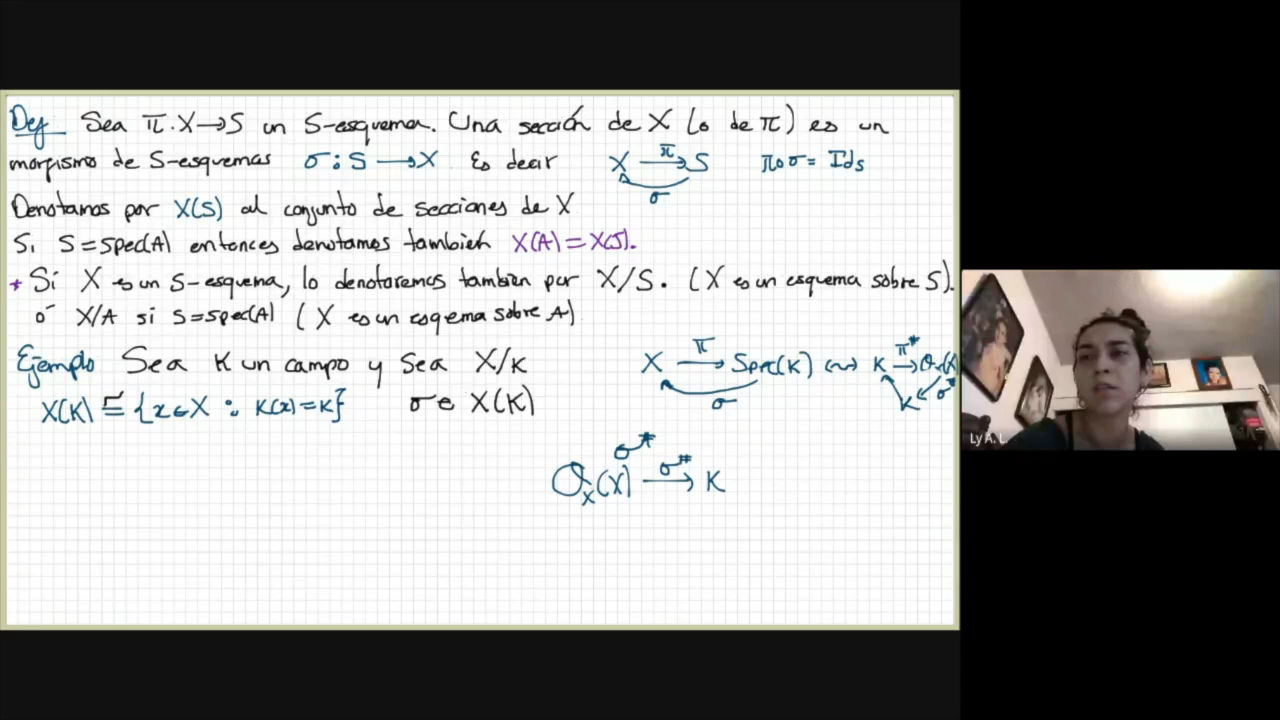 Def Sea π: X→S un S-esquema. Una sección de X (o de π) es un
morfismo de S-esquemas σ: S → X Es decir X —π→ S π∘σ = Id_S
σ
Denotamos por X(S) al conjunto de secciones de X
Si S=Spec(A) entonces denotamos también X(A)=X(S).
* Si X es un S-esquema, lo denotaremos también por X/S. (X es un esquema sobre S).
ó X/A si S=Spec(A) (X es un esquema sobre A)
Ejemplo Sea K un campo y sea X/K X —π→ Spec(K) ⇝ K —π^#→ O_X(X)
σ K σ^#
X(K) ≅ {x∈X : K(x)=K} σ ∈ X(K)
σ^#
O_X(X) —σ^#→ K
Ly A. L.